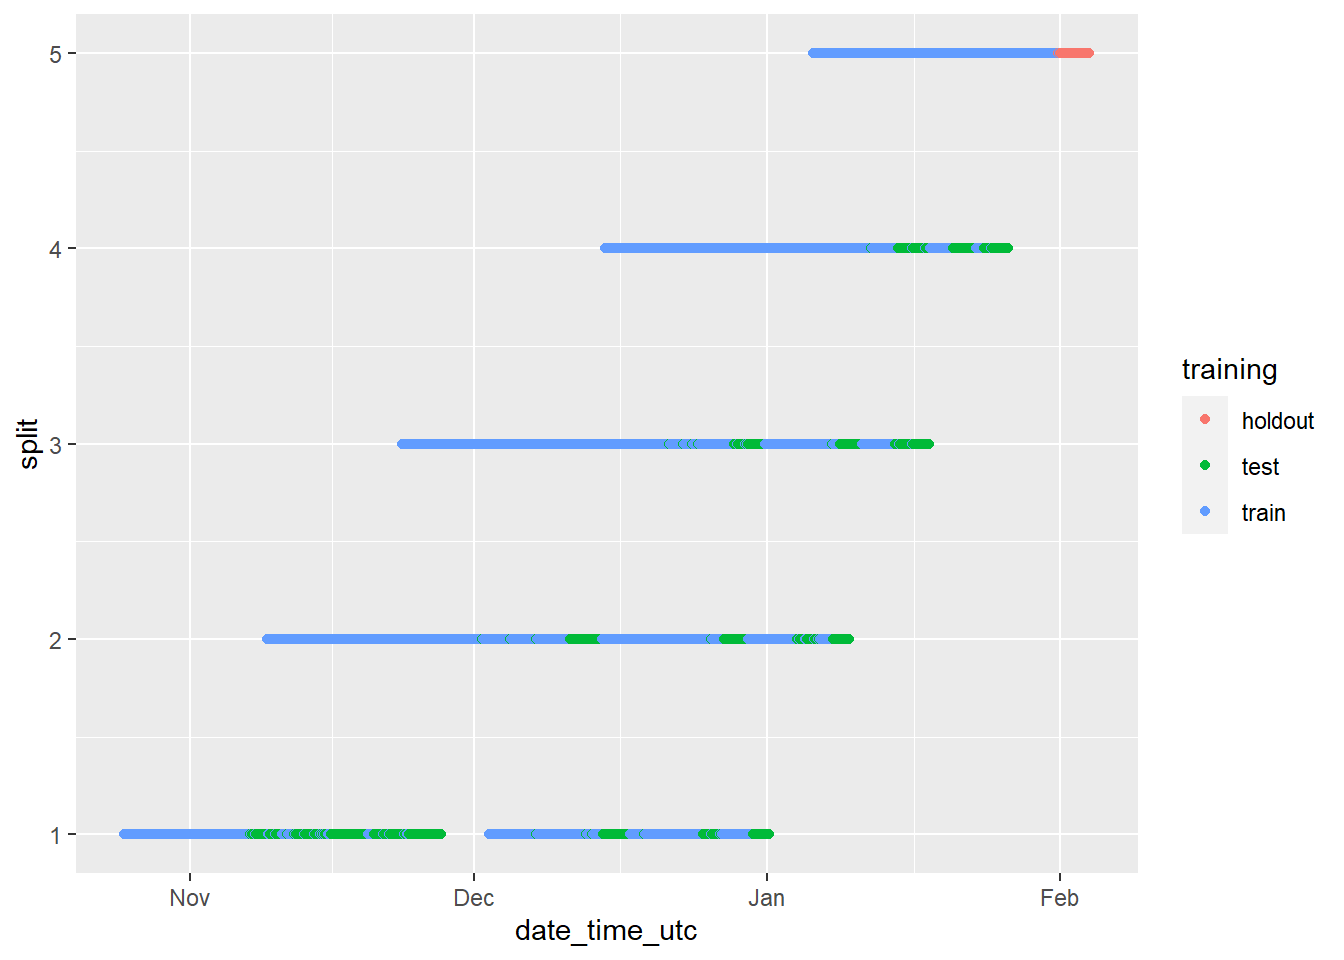 5
4
3
2
1
split
Nov
Dec
Jan
Feb
date_time_utc
training
holdout
test
train